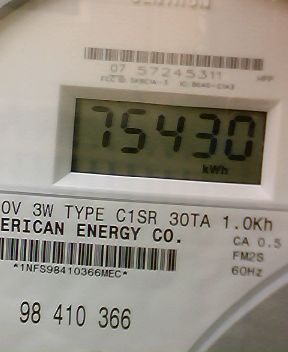 CENTRON
07 57245311
75430
kWh
0V 3W TYPE C1SR 30TA 1.0Kh
ERICAN ENERGY CO.
CA 0.5
FM2S
60Hz
*1NFS98410366MEC*
98 410 366